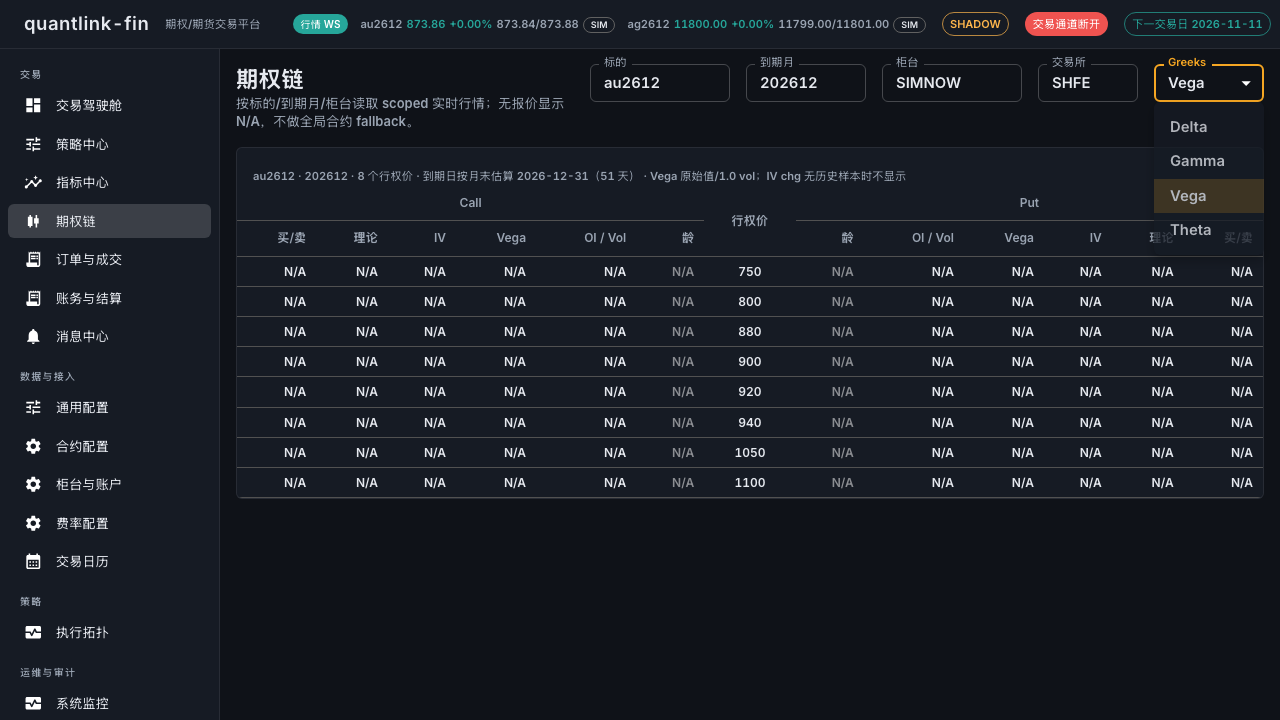 quantlink-fin 期权/期货交易平台 行情 WS au2612 873.86 +0.00% 873.84/873.88 SIM ag2612 11800.00 +0.00% 11799.00/11801.00 SIM SHADOW 交易通道断开 下一交易日 2026-11-11
交易
交易驾驶舱
策略中心
指标中心
期权链
订单与成交
账务与结算
消息中心
数据与接入
通用配置
合约配置
柜台与账户
费率配置
交易日历
策略
执行拓扑
运维与审计
系统监控
期权链
按标的/到期月/柜台读取 scoped 实时行情；无报价显示
N/A，不做全局合约 fallback。
标的 到期月 柜台 交易所 Greeks
au2612 202612 SIMNOW SHFE Vega
Delta
Gamma
Vega
Theta
au2612 · 202612 · 8 个行权价 · 到期日按月末估算 2026-12-31（51 天） · Vega 原始值/1.0 vol；IV chg 无历史样本时不显示
Call 行权价 Put
买/卖 理论 IV Vega OI / Vol 龄 龄 OI / Vol Vega IV 理论 买/卖
N/A N/A N/A N/A N/A N/A 750 N/A N/A N/A N/A N/A N/A
N/A N/A N/A N/A N/A N/A 800 N/A N/A N/A N/A N/A N/A
N/A N/A N/A N/A N/A N/A 880 N/A N/A N/A N/A N/A N/A
N/A N/A N/A N/A N/A N/A 900 N/A N/A N/A N/A N/A N/A
N/A N/A N/A N/A N/A N/A 920 N/A N/A N/A N/A N/A N/A
N/A N/A N/A N/A N/A N/A 940 N/A N/A N/A N/A N/A N/A
N/A N/A N/A N/A N/A N/A 1050 N/A N/A N/A N/A N/A N/A
N/A N/A N/A N/A N/A N/A 1100 N/A N/A N/A N/A N/A N/A